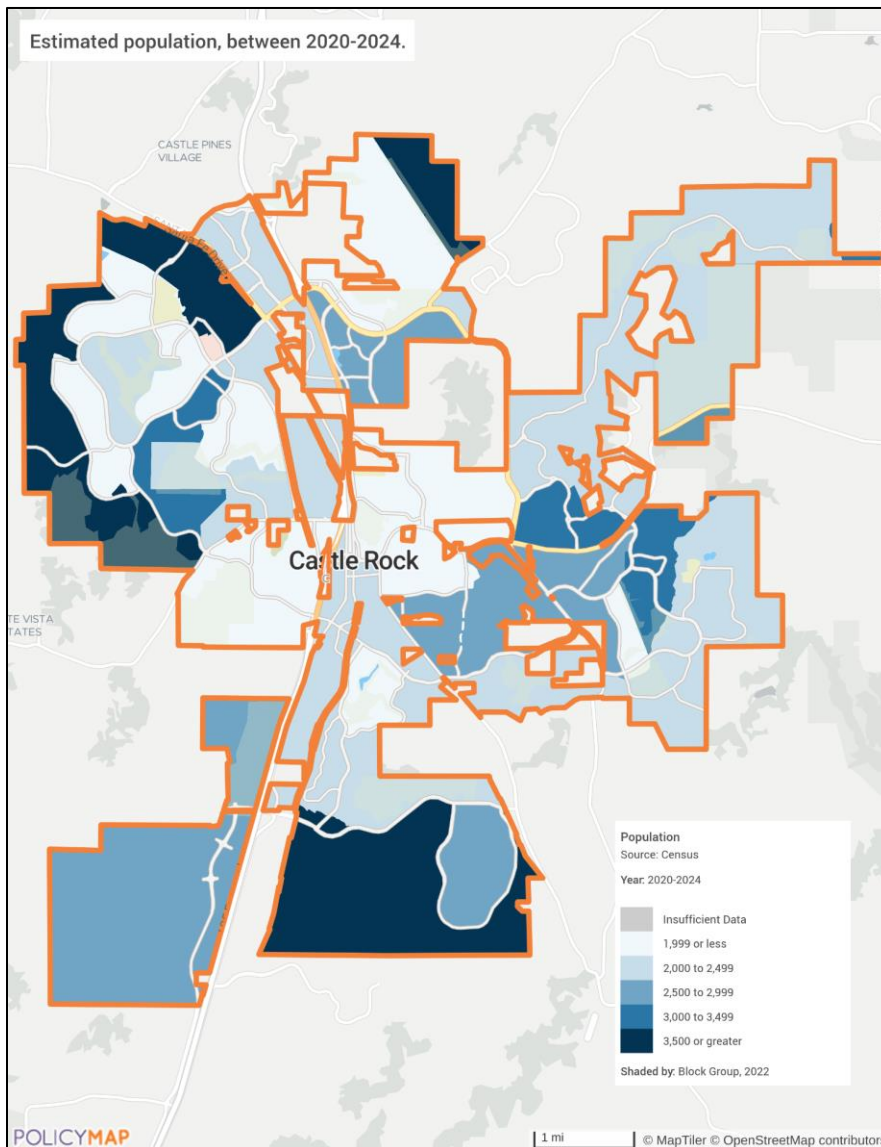 Estimated population, between 2020-2024.
CASTLE PINES
VILLAGE
Castle Rock
TE VISTA
TATES
Population
Source: Census
Year: 2020-2024
Insufficient Data
1,999 or less
2,000 to 2,499
2,500 to 2,999
3,000 to 3,499
3,500 or greater
Shaded by: Block Group, 2022
POLICYMAP
1 mi
© MapTiler © OpenStreetMap contributor